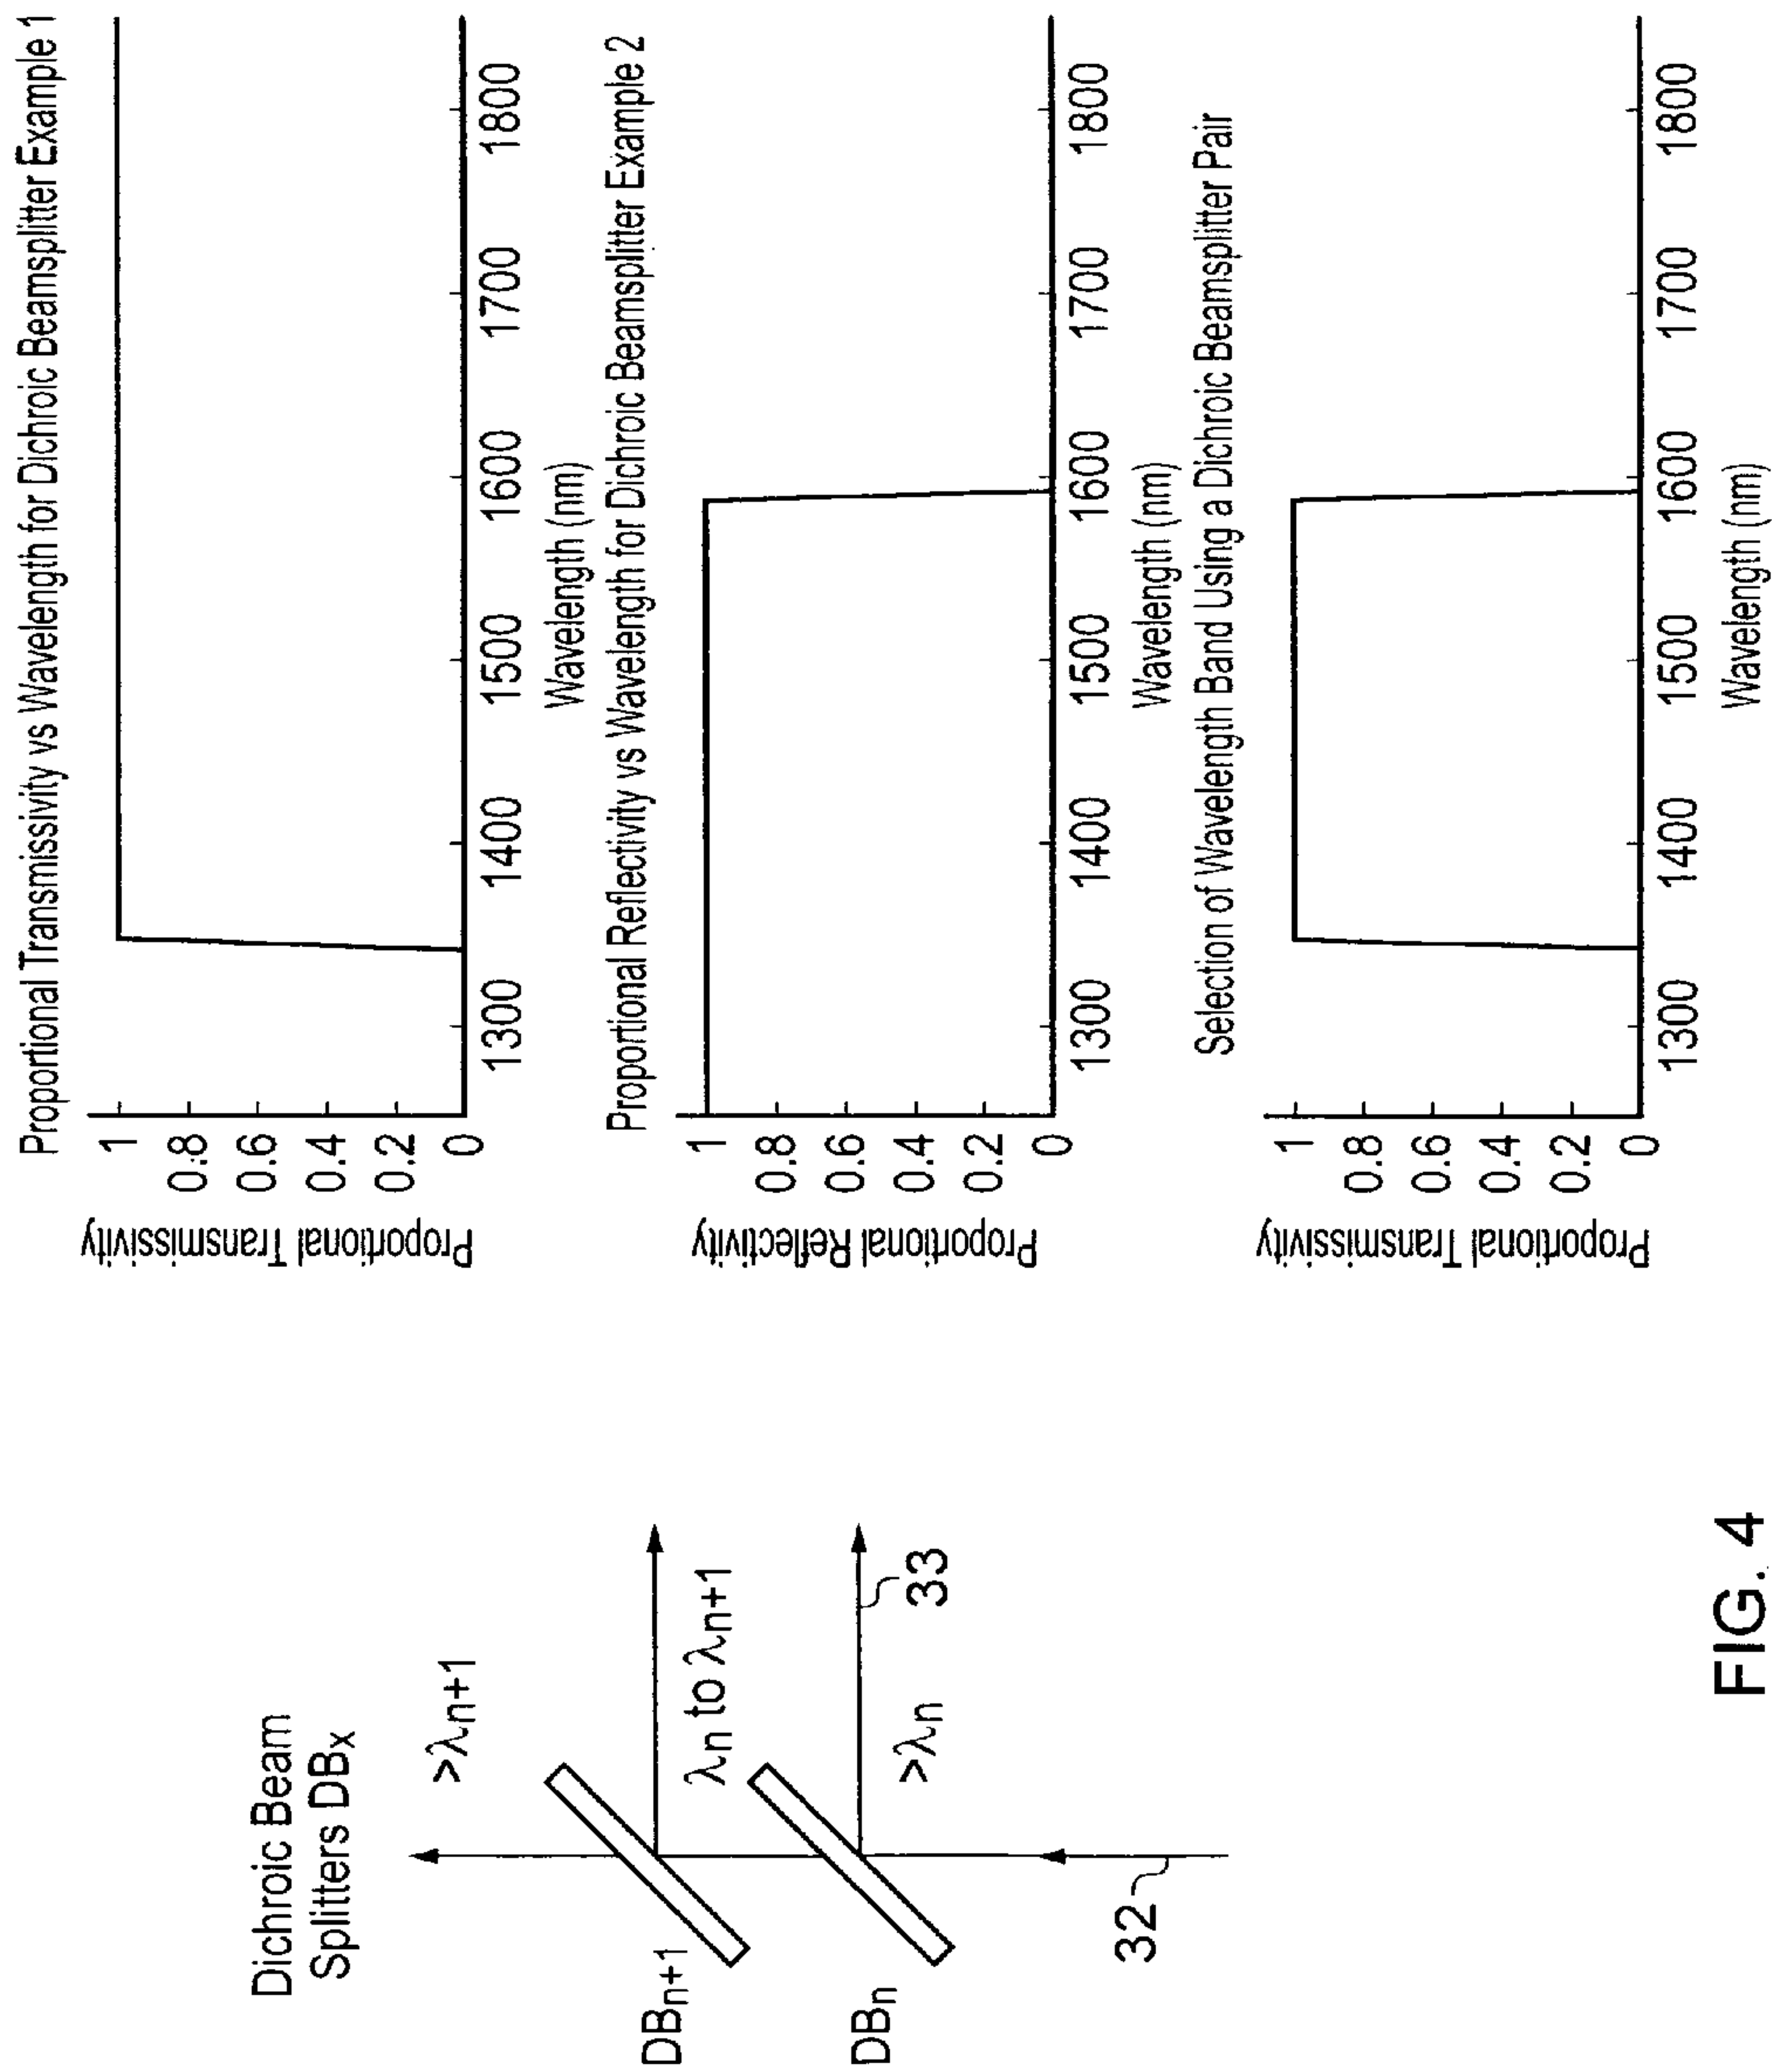 Dichroic Beam
Splitters DBx
>λn+1
DBn+1
λn to λn+1
DBn
>λn
33
32
Proportional Transmissivity vs Wavelength for Dichroic Beamsplitter Example 1
Proportional Transmissivity
1
0.8
0.6
0.4
0.2
0
1300 1400 1500 1600 1700 1800
Wavelength (nm)
Proportional Reflectivity vs Wavelength for Dichroic Beamsplitter Example 2
Proportional Reflectivity
1
0.8
0.6
0.4
0.2
0
1300 1400 1500 1600 1700 1800
Wavelength (nm)
Selection of Wavelength Band Using a Dichroic Beamsplitter Pair
Proportional Transmissivity
1
0.8
0.6
0.4
0.2
0
1300 1400 1500 1600 1700 1800
Wavelength (nm)
FIG. 4